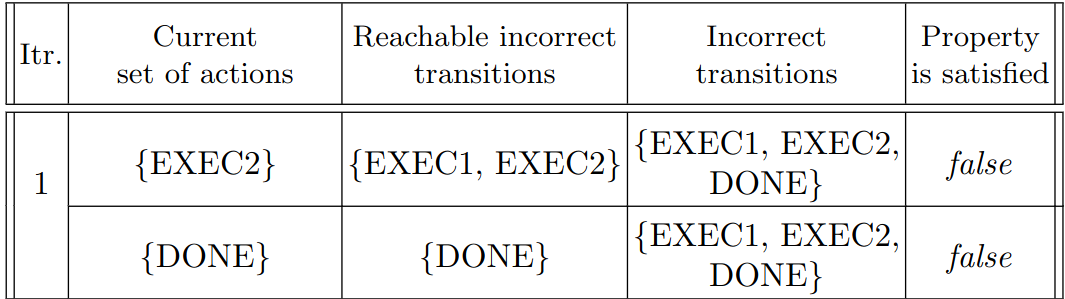 Itr. Current set of actions Reachable incorrect transitions Incorrect transitions Property is satisfied
1 {EXEC2} {EXEC1, EXEC2} {EXEC1, EXEC2, DONE} false
{DONE} {DONE} {EXEC1, EXEC2, DONE} false